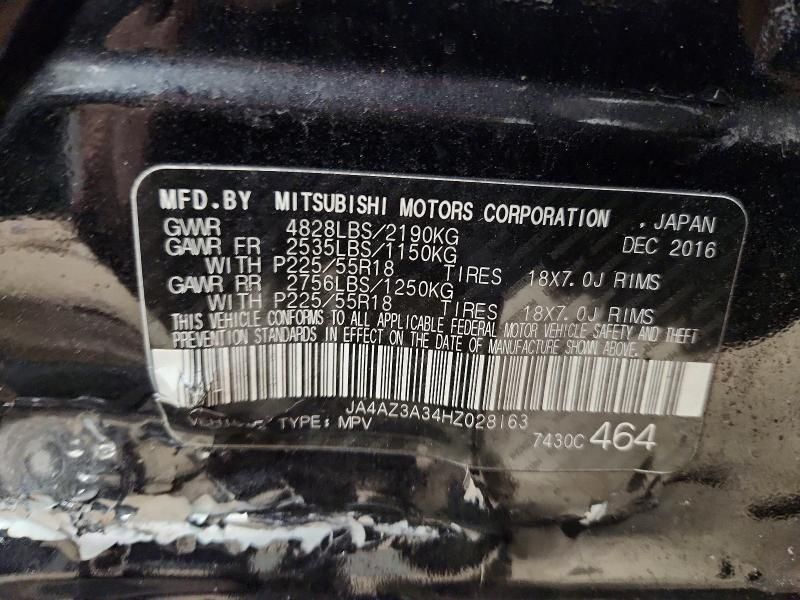 MFD.BY MITSUBISHI MOTORS CORPORATION , JAPAN
GVWR 4828LBS/2190KG DEC 2016
GAWR FR 2535LBS/1150KG
WITH P225/55R18 TIRES 18X7.0J RIMS
GAWR RR 2756LBS/1250KG
WITH P225/55R18 TIRES 18X7.0J RIMS
THIS VEHICLE CONFORMS TO ALL APPLICABLE FEDERAL MOTOR VEHICLE SAFETY AND THEFT
PREVENTION STANDARDS IN EFFECT ON THE DATE OF MANUFACTURE SHOWN ABOVE.
JA4AZ3A34HZ028163
VEHICLE TYPE: MPV 7430C 464